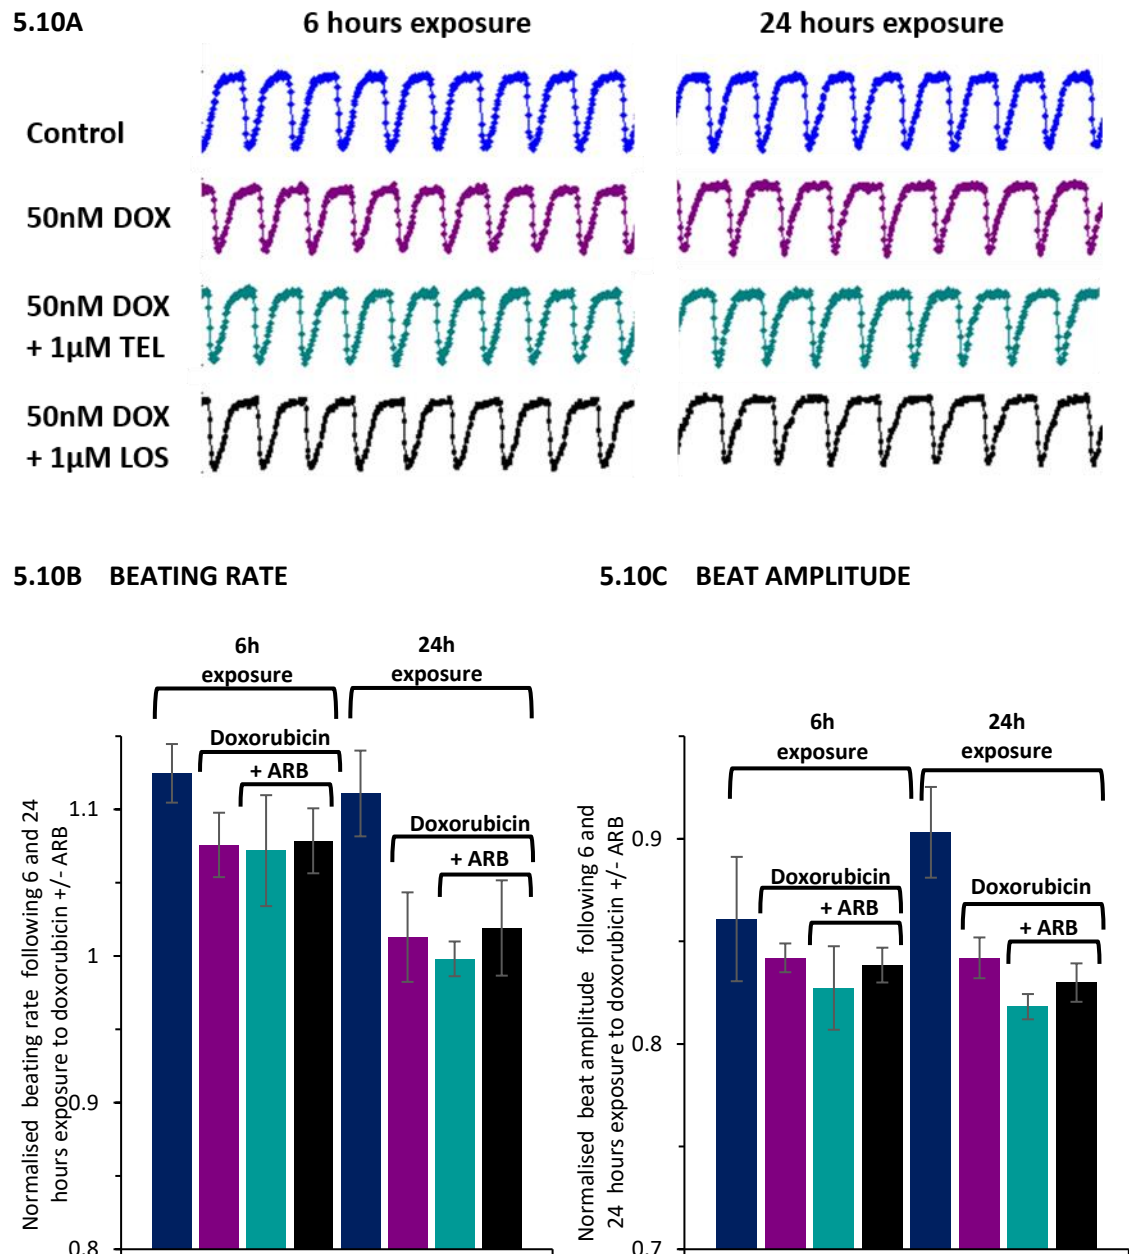 5.10A
6 hours exposure
24 hours exposure
Control
50nM DOX
50nM DOX
+ 1µM TEL
50nM DOX
+ 1µM LOS
5.10B BEATING RATE
Normalised beating rate following 6 and 24
hours exposure to doxorubicin +/- ARB
1.1
1
0.9
0.8
6h
exposure
24h
exposure
Doxorubicin
+ ARB
Doxorubicin
+ ARB
5.10C BEAT AMPLITUDE
Normalised beat amplitude following 6 and
24 hours exposure to doxorubicin +/- ARB
0.9
0.8
0.7
6h
exposure
24h
exposure
Doxorubicin
+ ARB
Doxorubicin
+ ARB